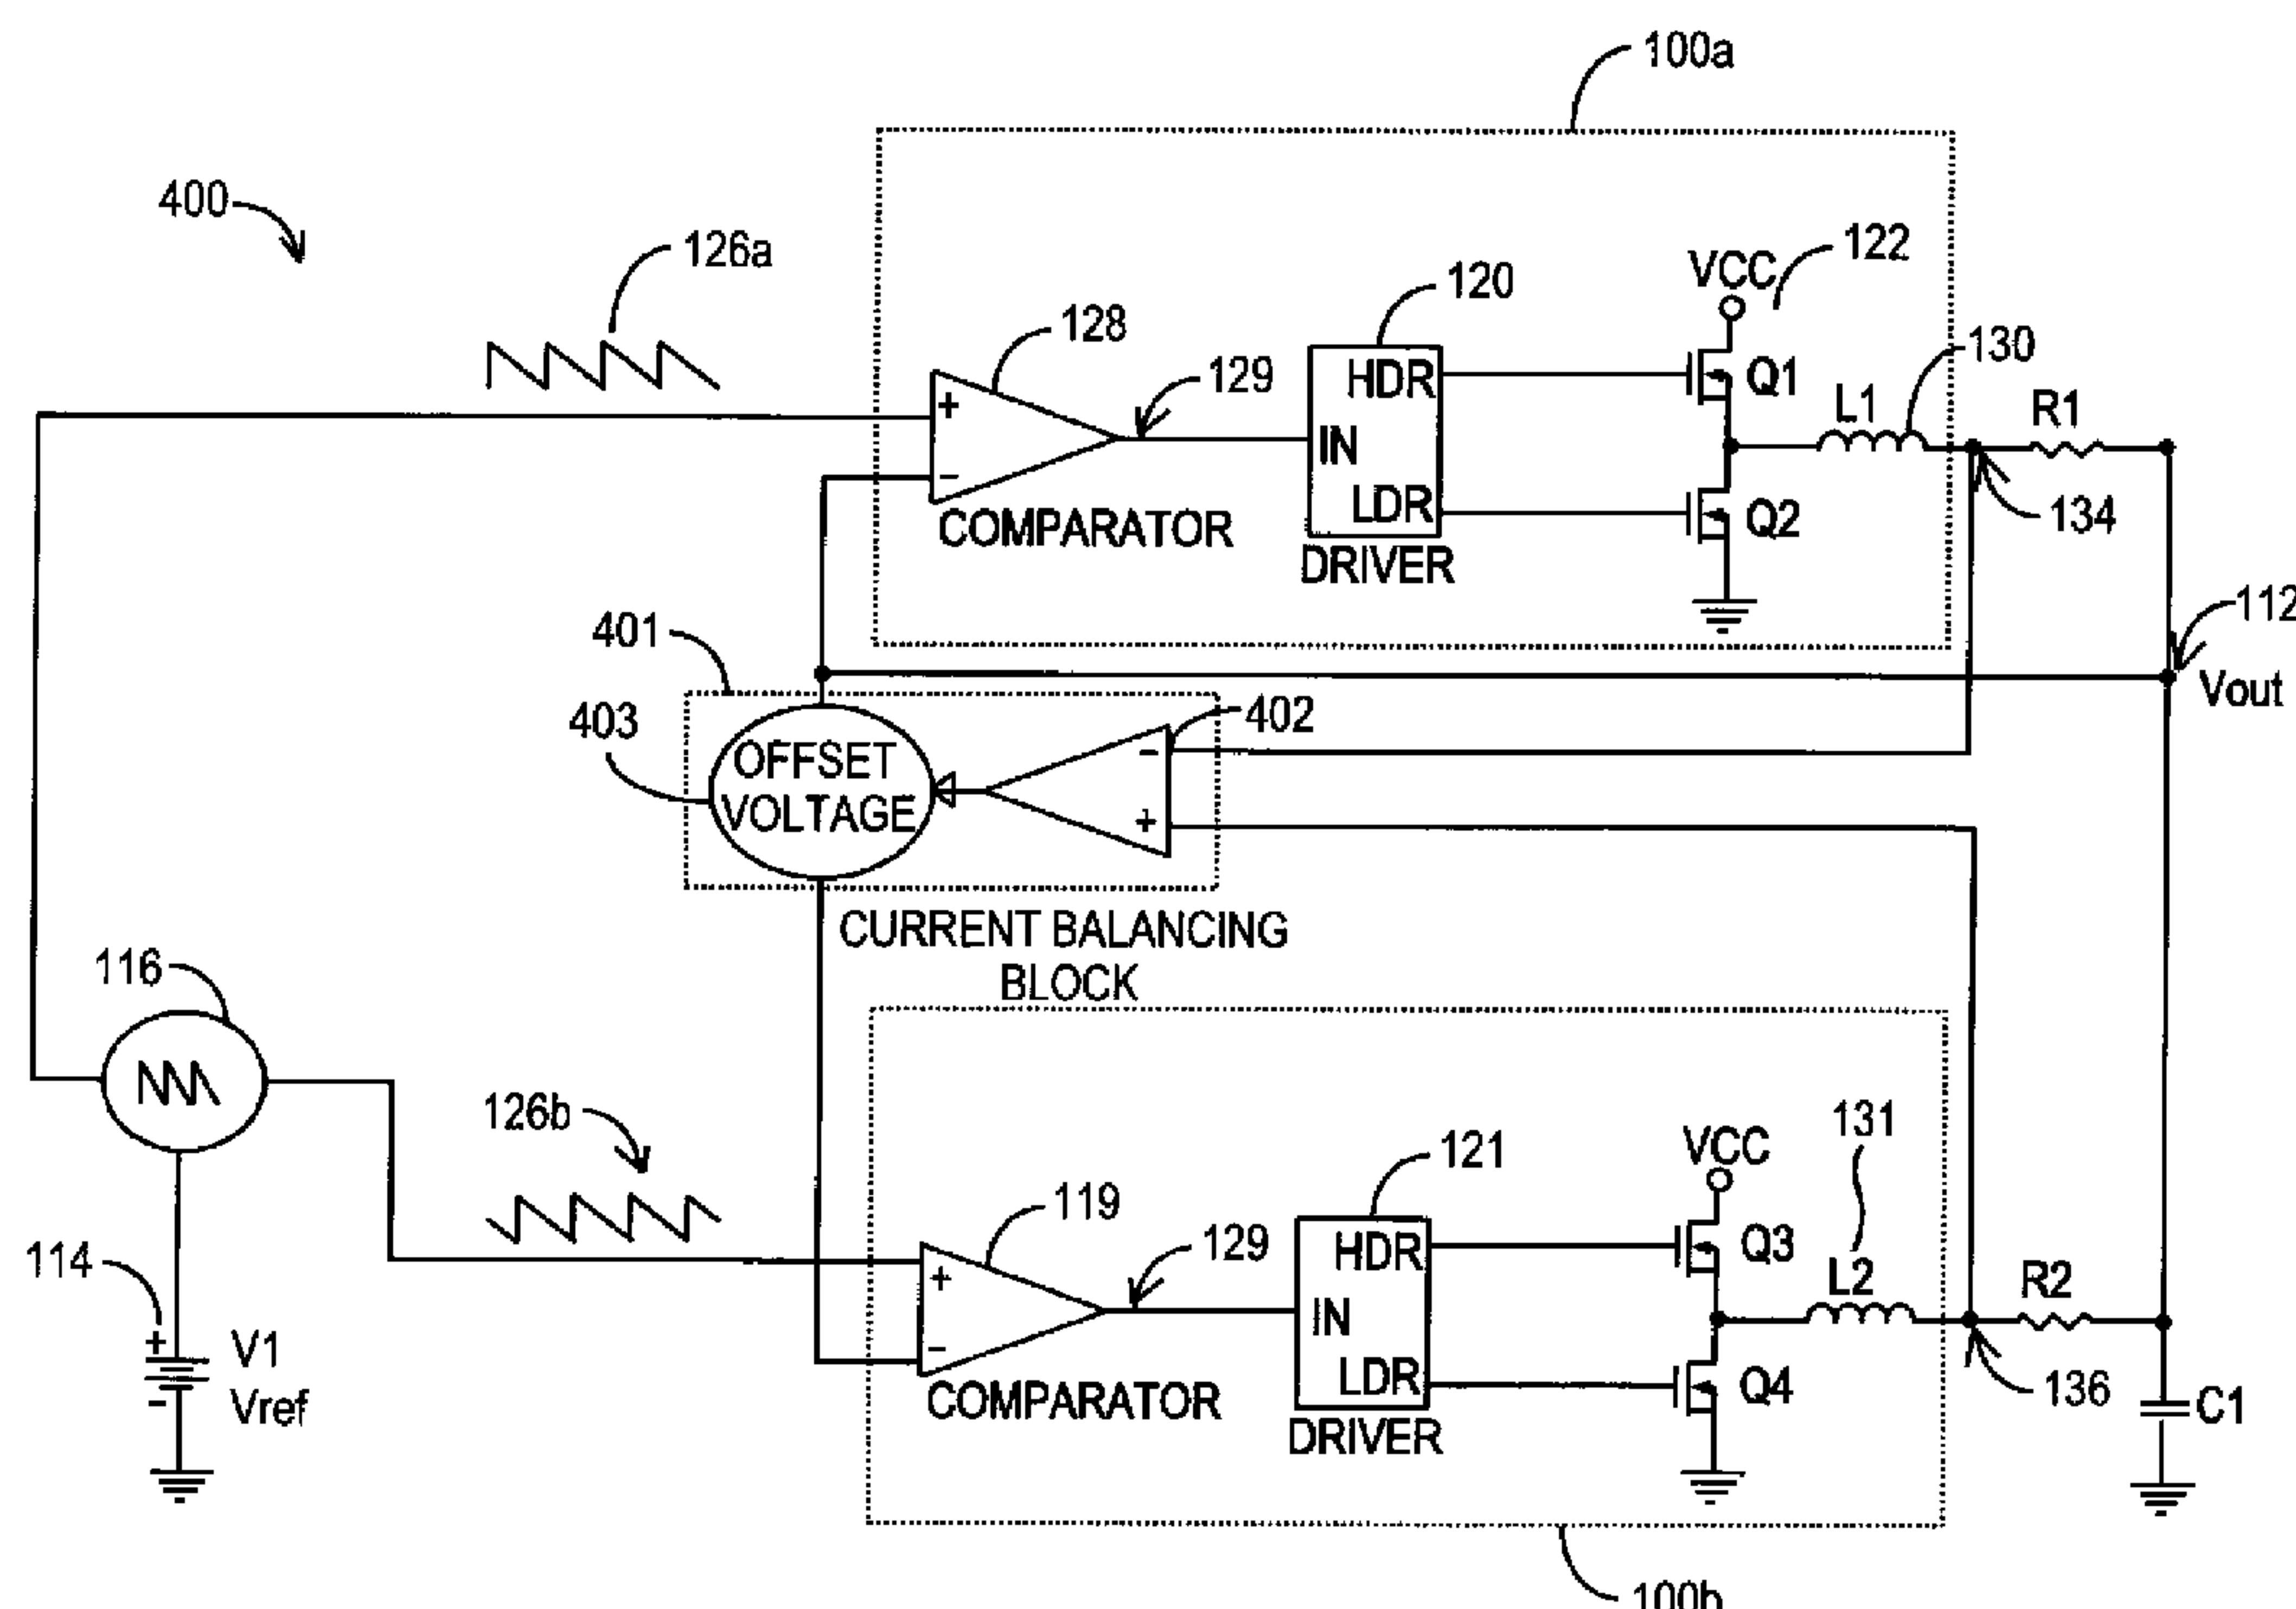 100a
400
126a
VCC
122
120
128
129
HDR
Q1
130
L1
R1
+
IN
-
LDR
Q2
134
COMPARATOR
DRIVER
112
401
Vout
403
402
OFFSET
VOLTAGE
-
+
CURRENT BALANCING
BLOCK
116
126b
131
121
VCC
119
129
HDR
Q3
L2
R2
114
+
IN
+
V1
-
LDR
Q4
136
C1
-
Vref
COMPARATOR
DRIVER
100b